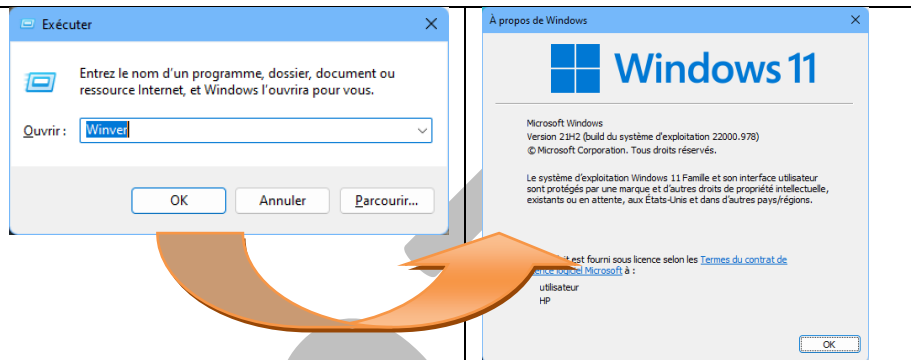 Exécuter
Entrez le nom d'un programme, dossier, document ou
ressource Internet, et Windows l'ouvrira pour vous.
Ouvrir :
Winver
OK
Annuler
Parcourir...
À propos de Windows
Windows 11
Microsoft Windows
Version 21H2 (build du système d'exploitation 22000.978)
© Microsoft Corporation. Tous droits réservés.
Le système d'exploitation Windows 11 Famille et son interface utilisateur
sont protégés par une marque et d'autres droits de propriété intellectuelle,
existants ou en attente, aux États-Unis et dans d'autres pays/régions.
est fourni sous licence selon les Termes du contrat de
logiciel Microsoft à :
utilisateur
HP
OK